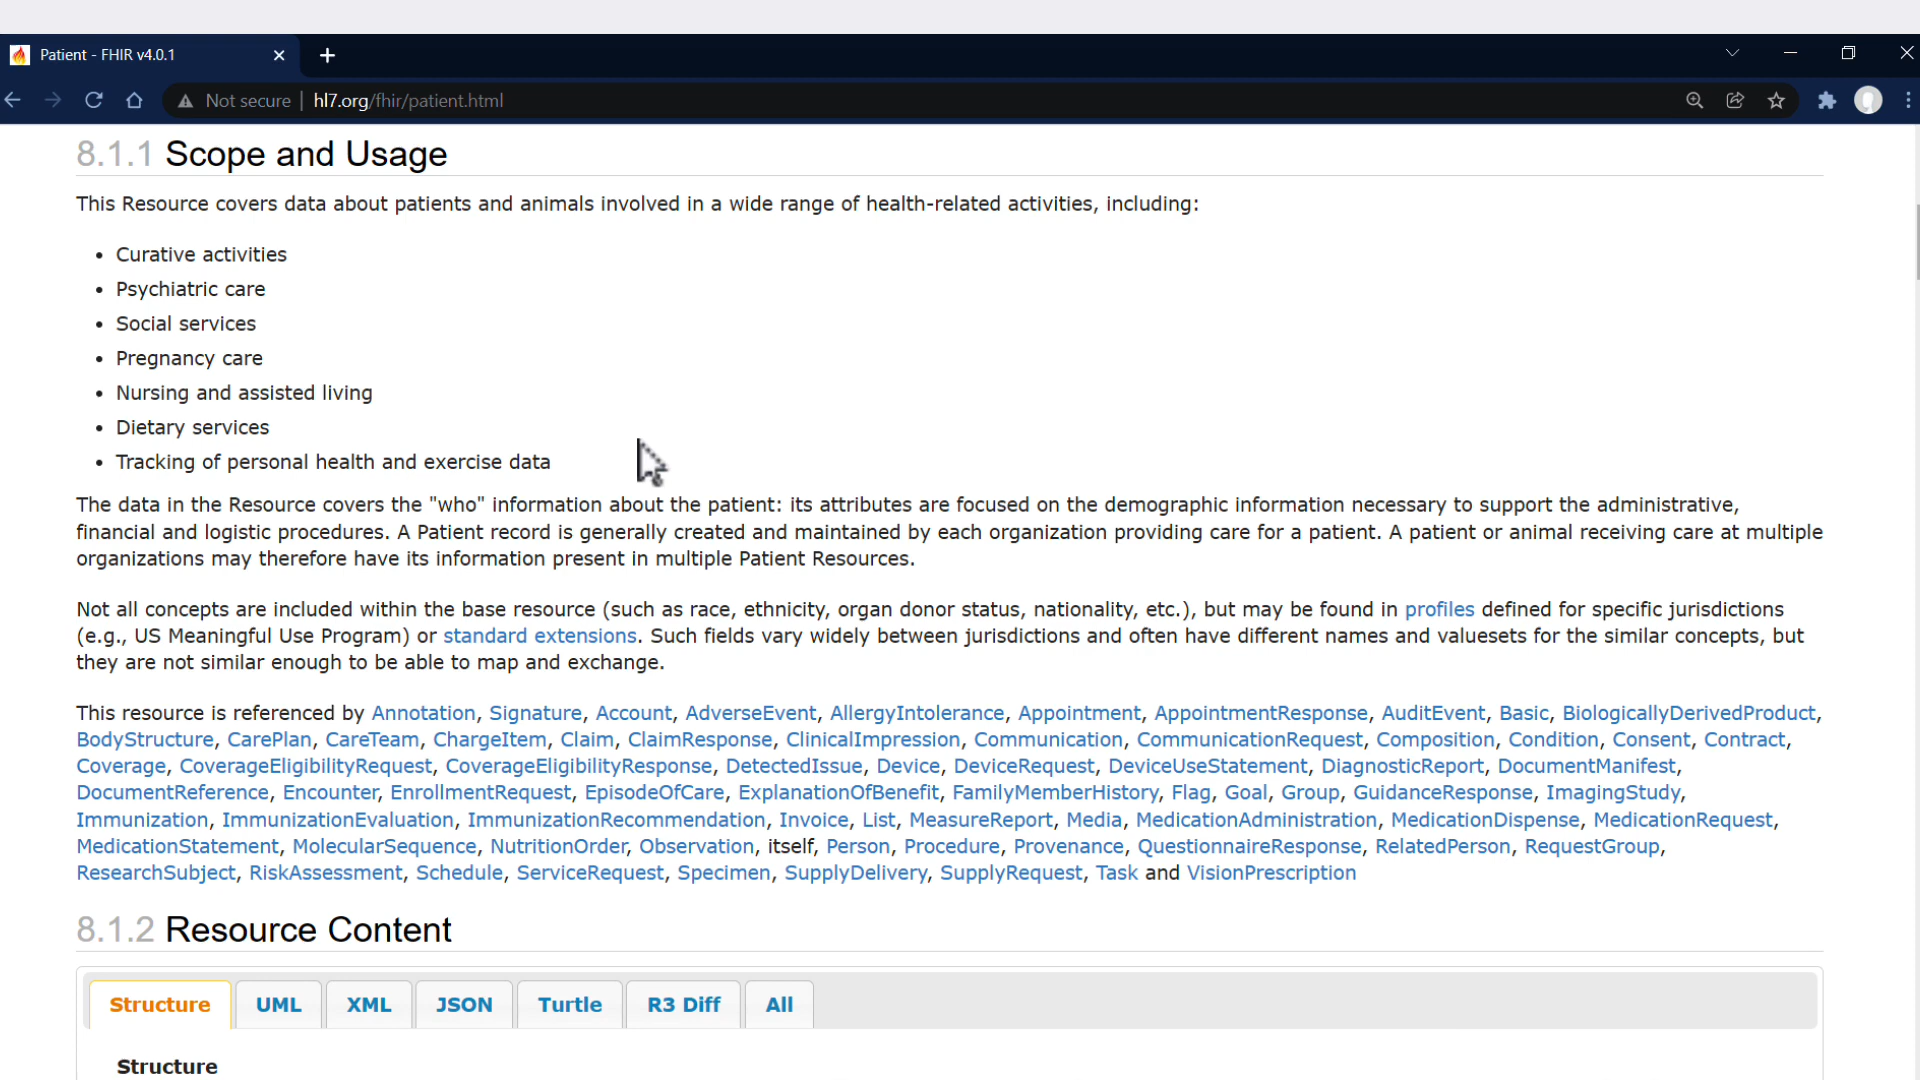 Patient - FHIR v4.0.1
Not secure | hl7.org/fhir/patient.html
8.1.1 Scope and Usage
This Resource covers data about patients and animals involved in a wide range of health-related activities, including:
• Curative activities
• Psychiatric care
• Social services
• Pregnancy care
• Nursing and assisted living
• Dietary services
• Tracking of personal health and exercise data
The data in the Resource covers the "who" information about the patient: its attributes are focused on the demographic information necessary to support the administrative,
financial and logistic procedures. A Patient record is generally created and maintained by each organization providing care for a patient. A patient or animal receiving care at multiple
organizations may therefore have its information present in multiple Patient Resources.
Not all concepts are included within the base resource (such as race, ethnicity, organ donor status, nationality, etc.), but may be found in profiles defined for specific jurisdictions
(e.g., US Meaningful Use Program) or standard extensions. Such fields vary widely between jurisdictions and often have different names and valuesets for the similar concepts, but
they are not similar enough to be able to map and exchange.
This resource is referenced by Annotation, Signature, Account, AdverseEvent, AllergyIntolerance, Appointment, AppointmentResponse, AuditEvent, Basic, BiologicallyDerivedProduct,
BodyStructure, CarePlan, CareTeam, ChargeItem, Claim, ClaimResponse, ClinicalImpression, Communication, CommunicationRequest, Composition, Condition, Consent, Contract,
Coverage, CoverageEligibilityRequest, CoverageEligibilityResponse, DetectedIssue, Device, DeviceRequest, DeviceUseStatement, DiagnosticReport, DocumentManifest,
DocumentReference, Encounter, EnrollmentRequest, EpisodeOfCare, ExplanationOfBenefit, FamilyMemberHistory, Flag, Goal, Group, GuidanceResponse, ImagingStudy,
Immunization, ImmunizationEvaluation, ImmunizationRecommendation, Invoice, List, MeasureReport, Media, MedicationAdministration, MedicationDispense, MedicationRequest,
MedicationStatement, MolecularSequence, NutritionOrder, Observation, itself, Person, Procedure, Provenance, QuestionnaireResponse, RelatedPerson, RequestGroup,
ResearchSubject, RiskAssessment, Schedule, ServiceRequest, Specimen, SupplyDelivery, SupplyRequest, Task and VisionPrescription
8.1.2 Resource Content
Structure UML XML JSON Turtle R3 Diff All
Structure